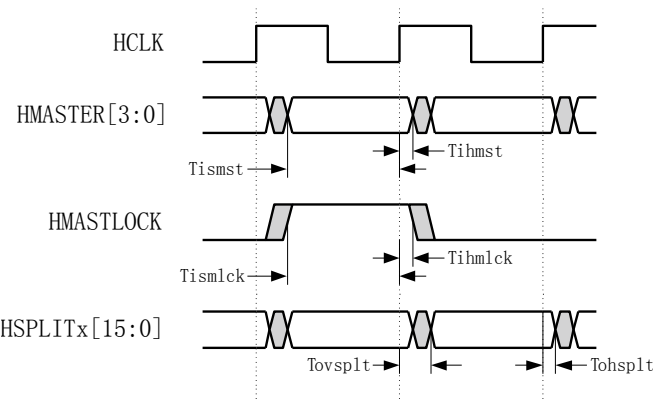 HCLK
HMASTER[3:0]
Tihmst
Tismst
HMASTLOCK
Tihmlck
Tismlck
HSPLITx[15:0]
Tovsplt
Tohsplt